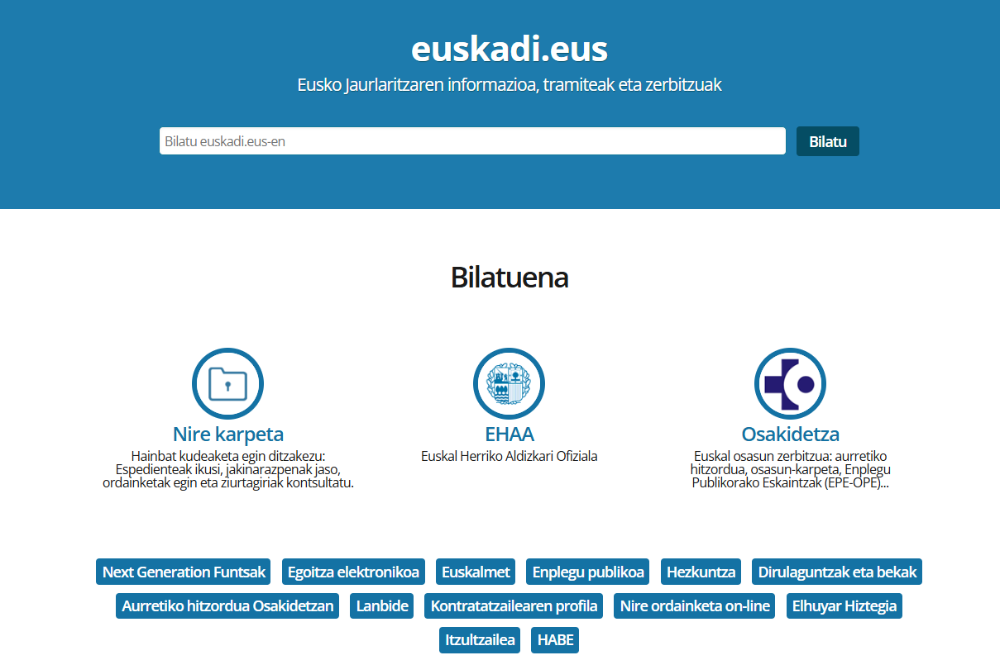 euskadi.eus
Eusko Jaurlaritzaren informazioa, tramiteak eta zerbitzuak
Bilatu euskadi.eus-en
Bilatu
Bilatuena
Nire karpeta
Hainbat kudeaketa egin ditzakezu:
Espedienteak ikusi, jakinarazpenak jaso,
ordainketak egin eta ziurtagiriak kontsultatu.
EHAA
Euskal Herriko Aldizkari Ofiziala
Osakidetza
Euskal osasun zerbitzua: aurretiko
hitzordua, osasun-karpeta, Enplegu
Publikorako Eskaintzak (EPE-OPE)...
Next Generation Funtsak Egoitza elektronikoa Euskalmet Enplegu publikoa Hezkuntza Dirulaguntzak eta bekak
Aurretiko hitzordua Osakidetzan Lanbide Kontratatzailearen profila Nire ordainketa on-line Elhuyar Hiztegia
Itzultzailea HABE